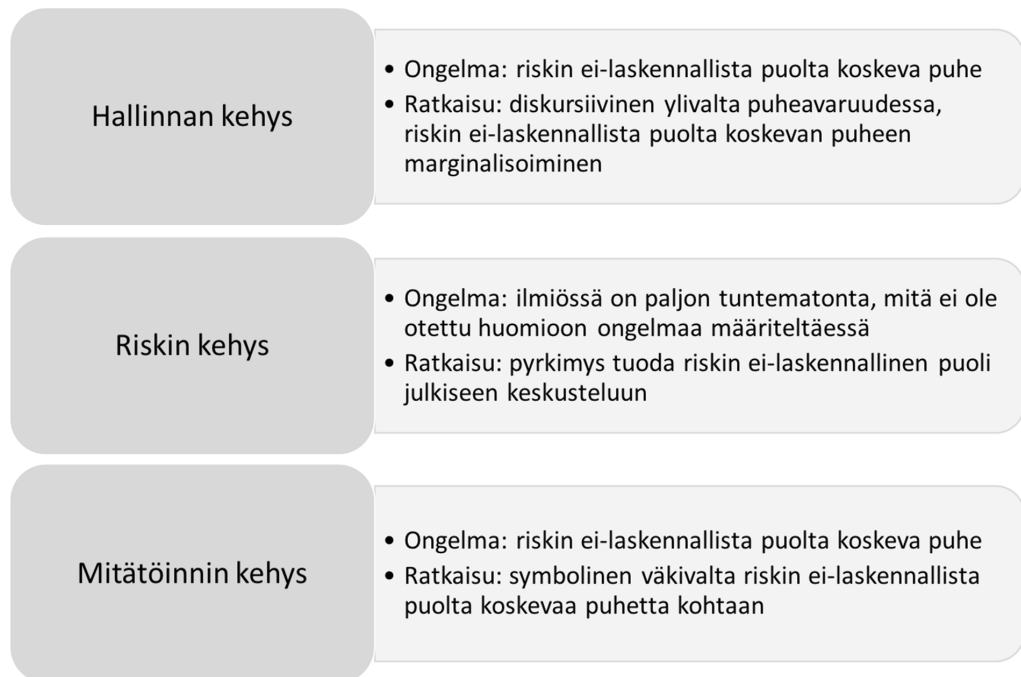 Hallinnan kehys
• Ongelma: riskin ei-laskennallista puolta koskeva puhe
• Ratkaisu: diskursiivinen ylivalta puheavaruudessa,
riskin ei-laskennallista puolta koskevan puheen
marginalisoiminen
Riskin kehys
• Ongelma: ilmiössä on paljon tuntematonta, mitä ei ole
otettu huomioon ongelmaa määriteltäessä
• Ratkaisu: pyrkimys tuoda riskin ei-laskennallinen puoli
julkiseen keskusteluun
Mitätöinnin kehys
• Ongelma: riskin ei-laskennallista puolta koskeva puhe
• Ratkaisu: symbolinen väkivalta riskin ei-laskennallista
puolta koskevaa puhetta kohtaan